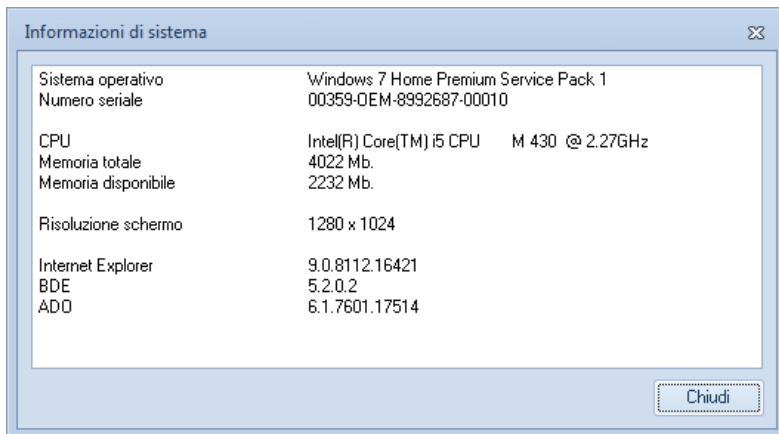 Informazioni di sistema
Sistema operativo Windows 7 Home Premium Service Pack 1
Numero seriale 00359-OEM-8992687-00010
CPU Intel(R) Core(TM) i5 CPU M 430 @ 2.27GHz
Memoria totale 4022 Mb.
Memoria disponibile 2232 Mb.
Risoluzione schermo 1280 x 1024
Internet Explorer 9.0.8112.16421
BDE 5.2.0.2
ADO 6.1.7601.17514
Chiudi